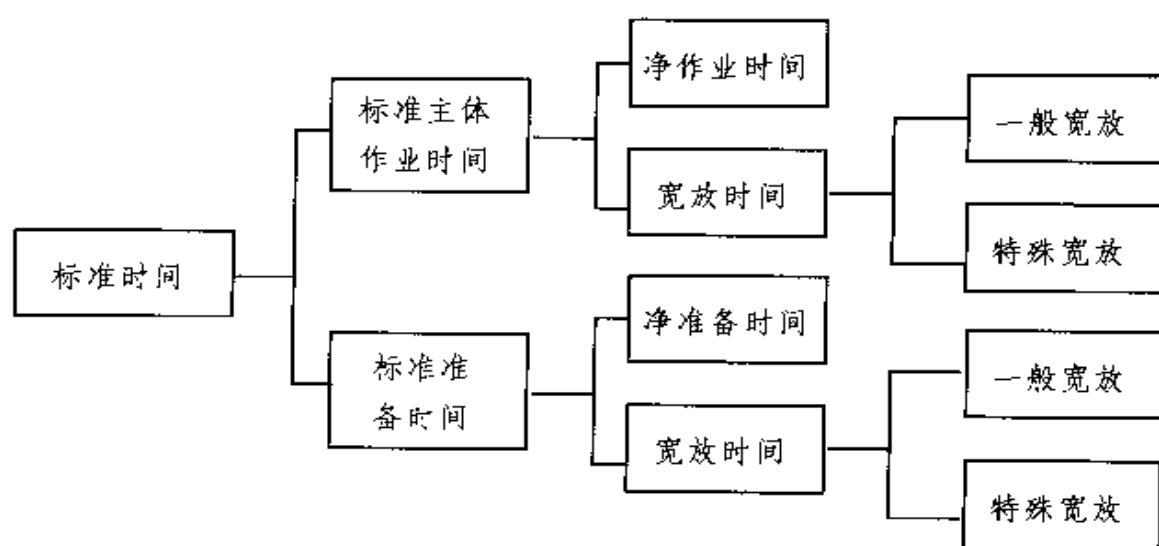 净作业时间
标准主体
作业时间
一般宽放
宽放时间
标准时间
特殊宽放
净准备时间
标准准
备时间
一般宽放
宽放时间
特殊宽放